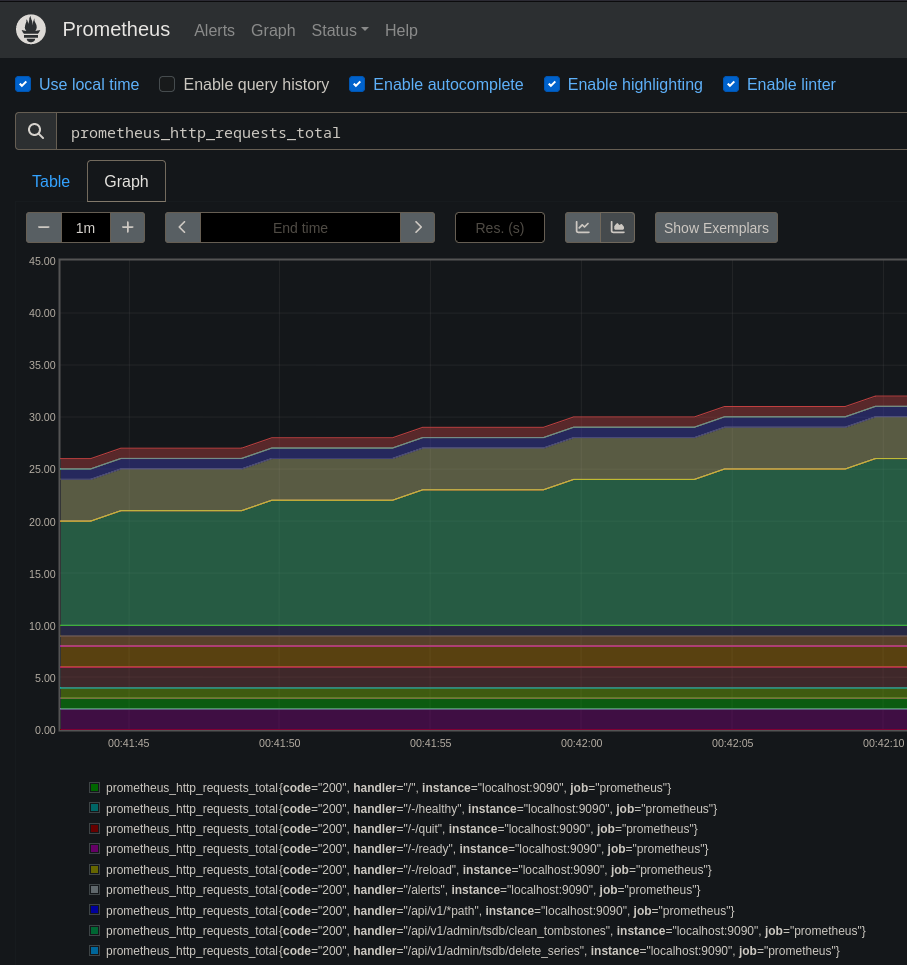 Prometheus Alerts Graph Status Help
Use local time Enable query history Enable autocomplete Enable highlighting Enable linter
prometheus_http_requests_total
Table Graph
1m End time Res. (s) Show Exemplars
45.00
40.00
35.00
30.00
25.00
20.00
15.00
10.00
5.00
0.00
00:41:45 00:41:50 00:41:55 00:42:00 00:42:05 00:42:10
prometheus_http_requests_total{code="200", handler="/", instance="localhost:9090", job="prometheus"}
prometheus_http_requests_total{code="200", handler="/-/healthy", instance="localhost:9090", job="prometheus"}
prometheus_http_requests_total{code="200", handler="/-/quit", instance="localhost:9090", job="prometheus"}
prometheus_http_requests_total{code="200", handler="/-/ready", instance="localhost:9090", job="prometheus"}
prometheus_http_requests_total{code="200", handler="/-/reload", instance="localhost:9090", job="prometheus"}
prometheus_http_requests_total{code="200", handler="/alerts", instance="localhost:9090", job="prometheus"}
prometheus_http_requests_total{code="200", handler="/api/v1/*path", instance="localhost:9090", job="prometheus"}
prometheus_http_requests_total{code="200", handler="/api/v1/admin/tsdb/clean_tombstones", instance="localhost:9090", job="prometheus"}
prometheus_http_requests_total{code="200", handler="/api/v1/admin/tsdb/delete_series", instance="localhost:9090", job="prometheus"}